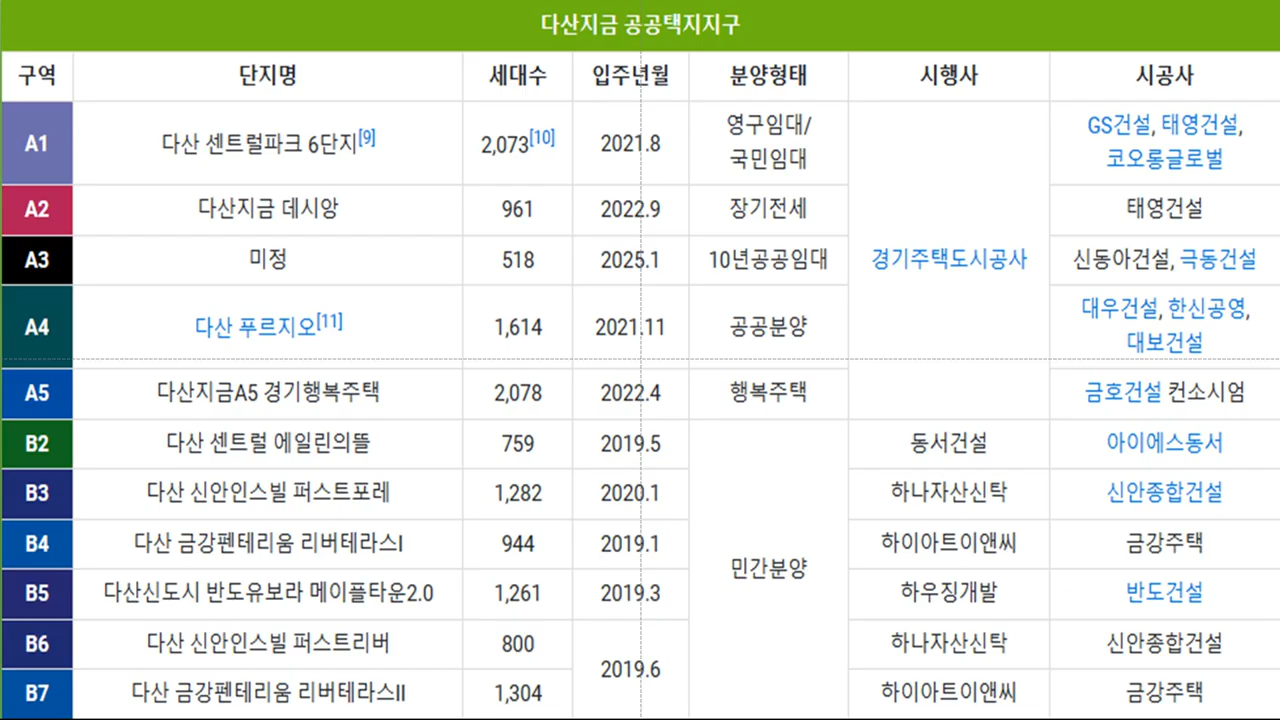 다산지금 공공택지지구
구역 단지명 세대수 입주년월 분양형태 시행사 시공사
A1 다산 센트럴파크 6단지[9] 2,073[10] 2021.8 영구임대/ 국민임대 경기주택도시공사 GS건설, 태영건설, 코오롱글로벌
A2 다산지금 데시앙 961 2022.9 장기전세 태영건설
A3 미정 518 2025.1 10년공공임대 신동아건설, 극동건설
A4 다산 푸르지오[11] 1,614 2021.11 공공분양 대우건설, 한신공영, 대보건설
A5 다산지금A5 경기행복주택 2,078 2022.4 행복주택 금호건설 컨소시엄
B2 다산 센트럴 에일린의뜰 759 2019.5 민간분양 동서건설 아이에스동서
B3 다산 신안인스빌 퍼스트포레 1,282 2020.1 하나자산신탁 신안종합건설
B4 다산 금강펜테리움 리버테라스I 944 2019.1 하이아트이앤씨 금강주택
B5 다산신도시 반도유보라 메이플타운2.0 1,261 2019.3 하우징개발 반도건설
B6 다산 신안인스빌 퍼스트리버 800 2019.6 하나자산신탁 신안종합건설
B7 다산 금강펜테리움 리버테라스II 1,304 하이아트이앤씨 금강주택